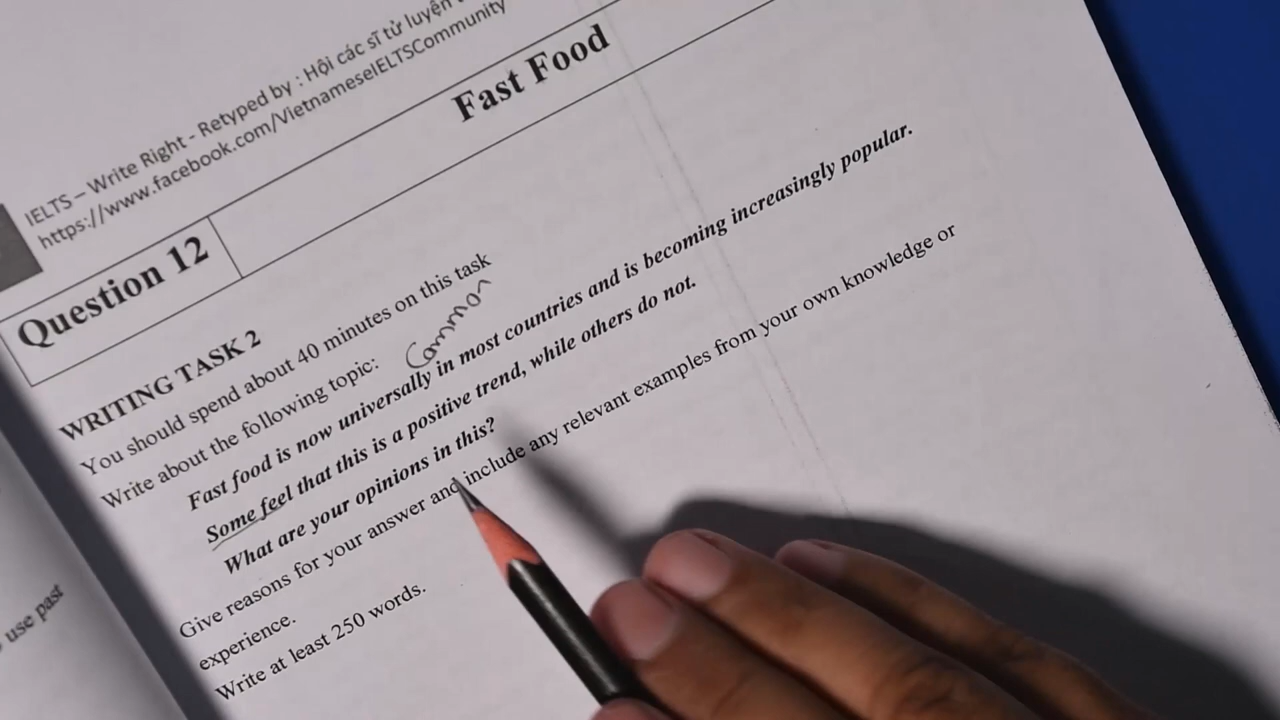 IELTS – Write Right - Retyped by : Hội các sĩ tử luyện
https://www.facebook.com/VietnameseIELTSCommunity
Question 12
Fast Food
WRITING TASK 2
You should spend about 40 minutes on this task
Write about the following topic:
Common
Fast food is now universally in most countries and is becoming increasingly popular.
Some feel that this is a positive trend, while others do not.
What are your opinions in this?
Give reasons for your answer and include any relevant examples from your own knowledge or
experience.
Write at least 250 words.
use past